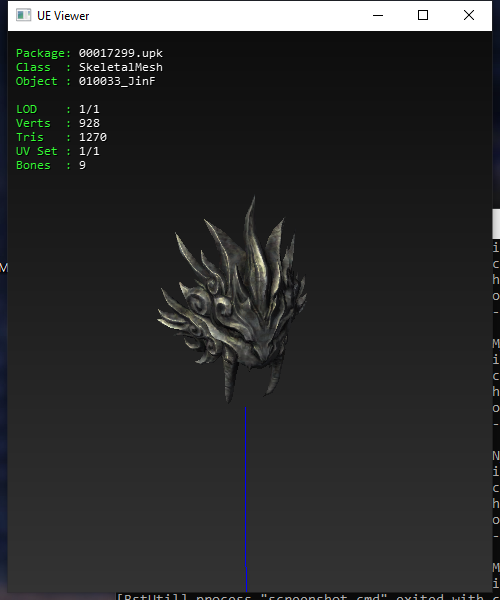 UE Viewer
Package: 00017299.upk
Class : SkeletalMesh
Object : 010033_JinF
LOD : 1/1
Verts : 928
Tris : 1270
UV Set : 1/1
Bones : 9
M
i
c
h
o
-
M
i
c
h
o
-
N
i
c
h
o
-
M
i
[BstUtil] process "screenshot.cmd" exited with c